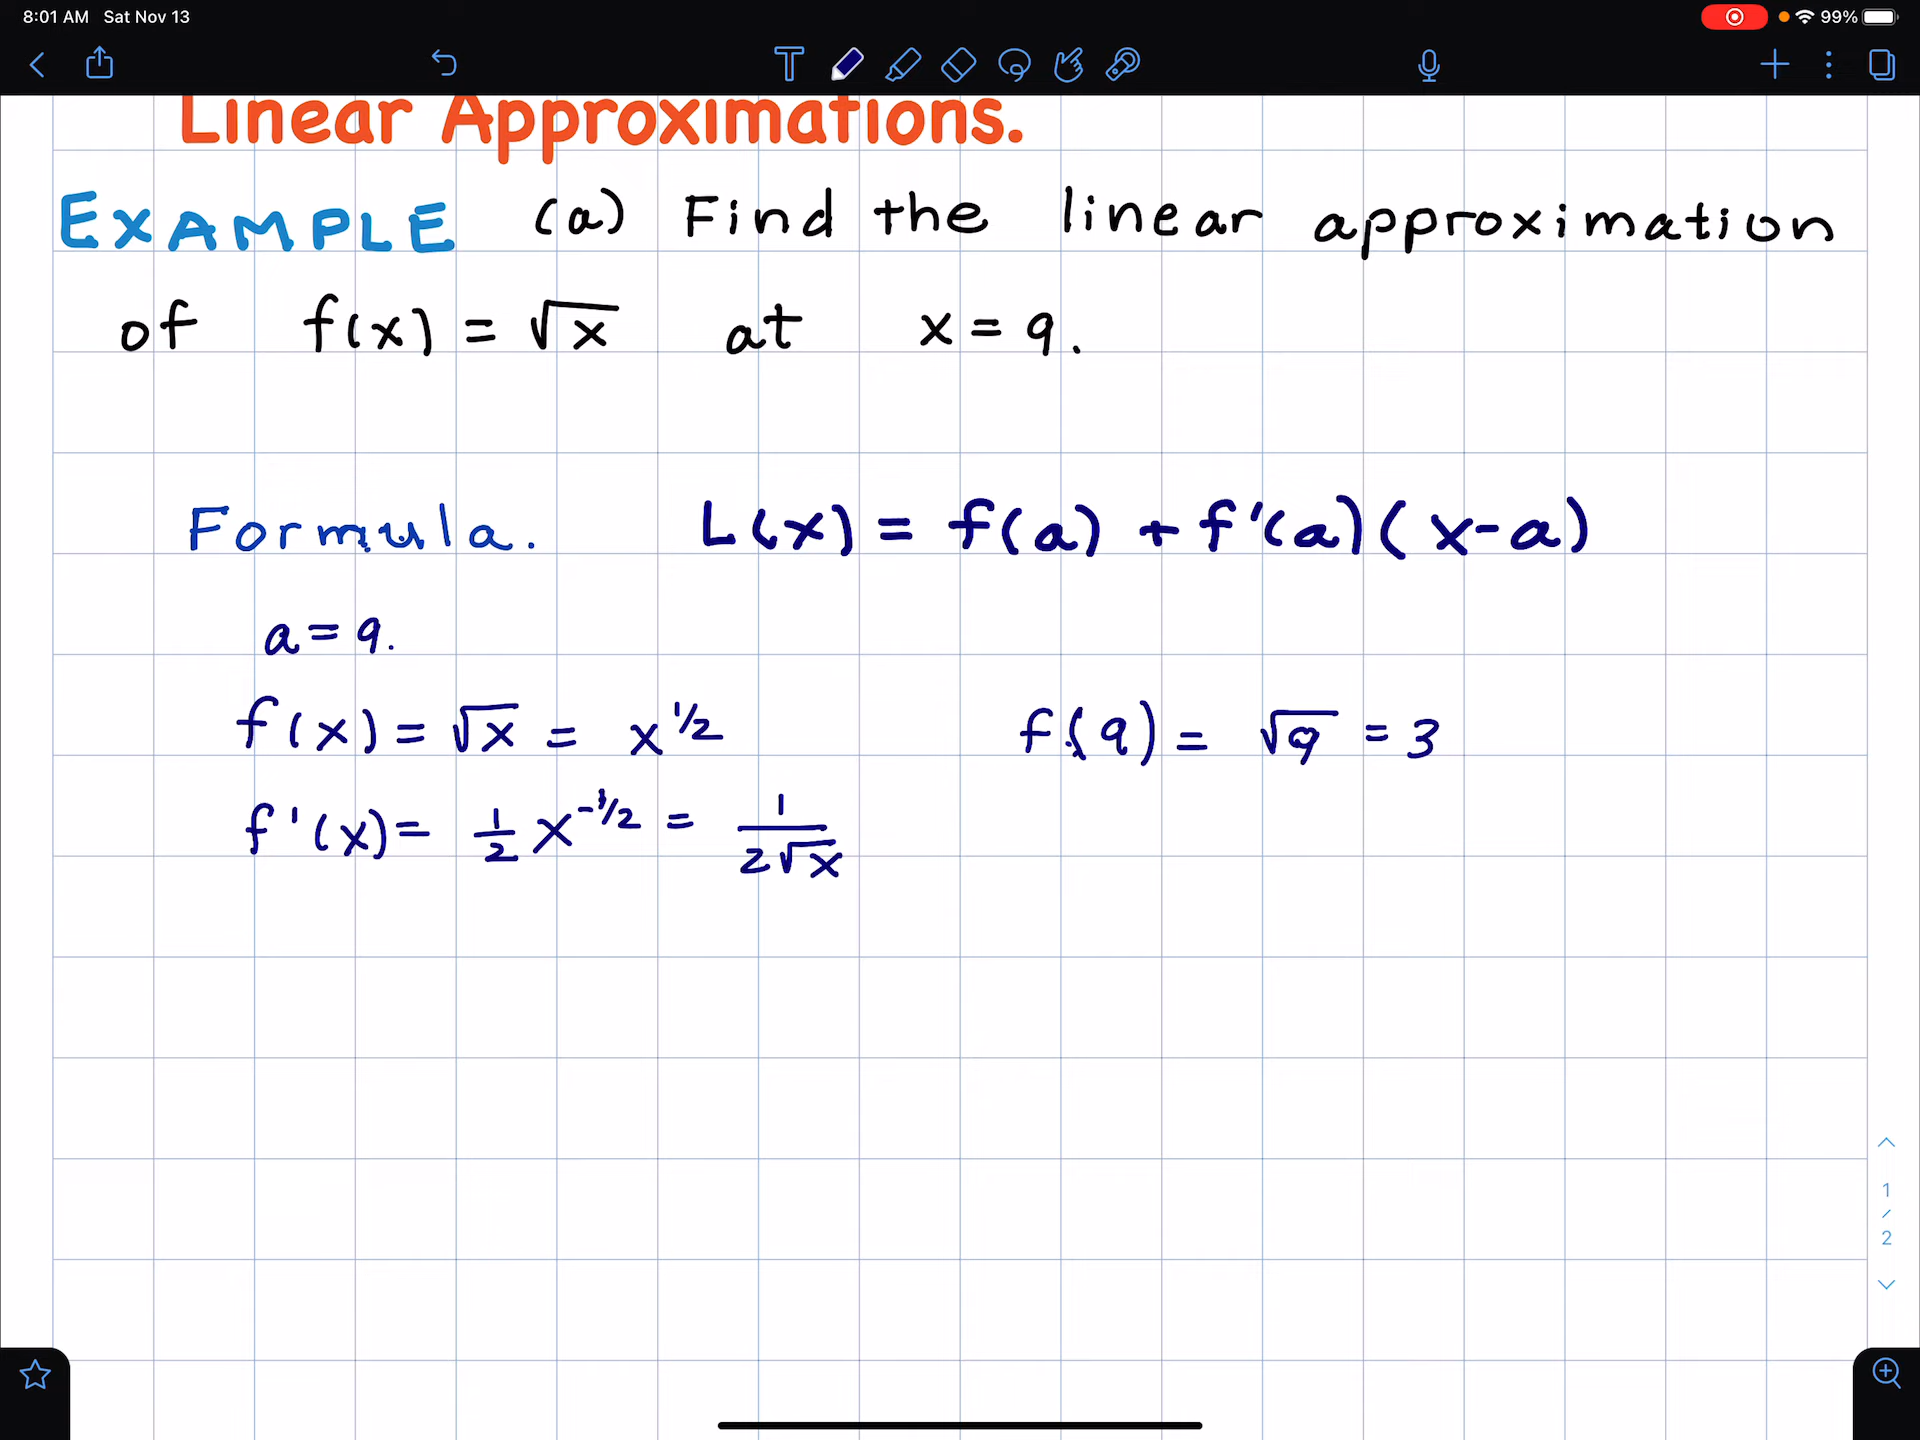 8:01 AM Sat Nov 13
99%
T
Linear Approximations.
EXAMPLE (a) Find the linear approximation
of f(x) = √x at x = 9.
Formula. L(x) = f(a) + f'(a)(x-a)
a = 9.
f(x) = √x = x^1/2 f(9) = √9 = 3
f'(x) = 1/2 x^-1/2 = 1/(2√x)
1
/
2